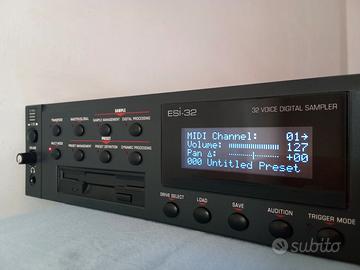 ESi-32
32 VOICE DIGITAL SAMPLER
SAMPLE
TRANSPOSE
MASTER/GLOBAL
SAMPLE MANAGEMENT
DIGITAL PROCESSING
PRESET
MULTI MODE
PRESET MANAGEMENT
PRESET DEFINITION
DYNAMIC PROCESSING
MIDI Channel: 01→
Volume: 127
Pan Δ: +00
000 Untitled Preset
DRIVE SELECT
LOAD
SAVE
AUDITION
TRIGGER MODE
subito